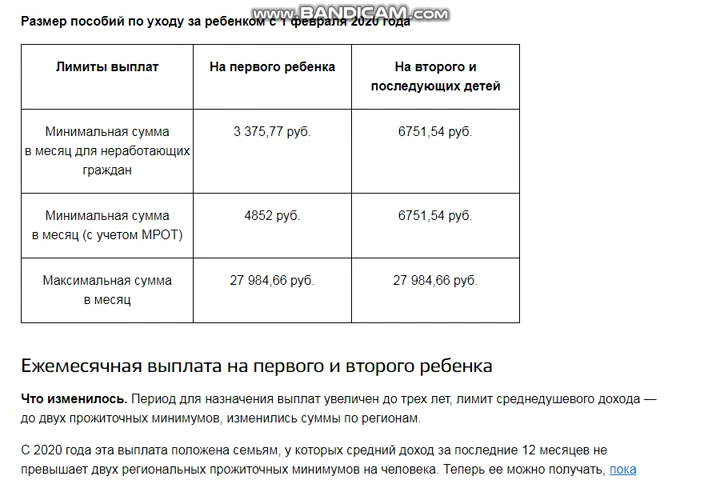 www.BANDICAM.com
Размер пособий по уходу за ребенком с 1 февраля 2020 года
Лимиты выплат
На первого ребенка
На второго и
последующих детей
Минимальная сумма
в месяц для неработающих
граждан
3 375,77 руб.
6751,54 руб.
Минимальная сумма
в месяц (с учетом МРОТ)
4852 руб.
6751,54 руб.
Максимальная сумма
в месяц
27 984,66 руб.
27 984,66 руб.
Ежемесячная выплата на первого и второго ребенка
Что изменилось. Период для назначения выплат увеличен до трех лет, лимит среднедушевого дохода —
до двух прожиточных минимумов, изменились суммы по регионам.
С 2020 года эта выплата положена семьям, у которых средний доход за последние 12 месяцев не
превышает двух региональных прожиточных минимумов на человека. Теперь ее можно получать, пока